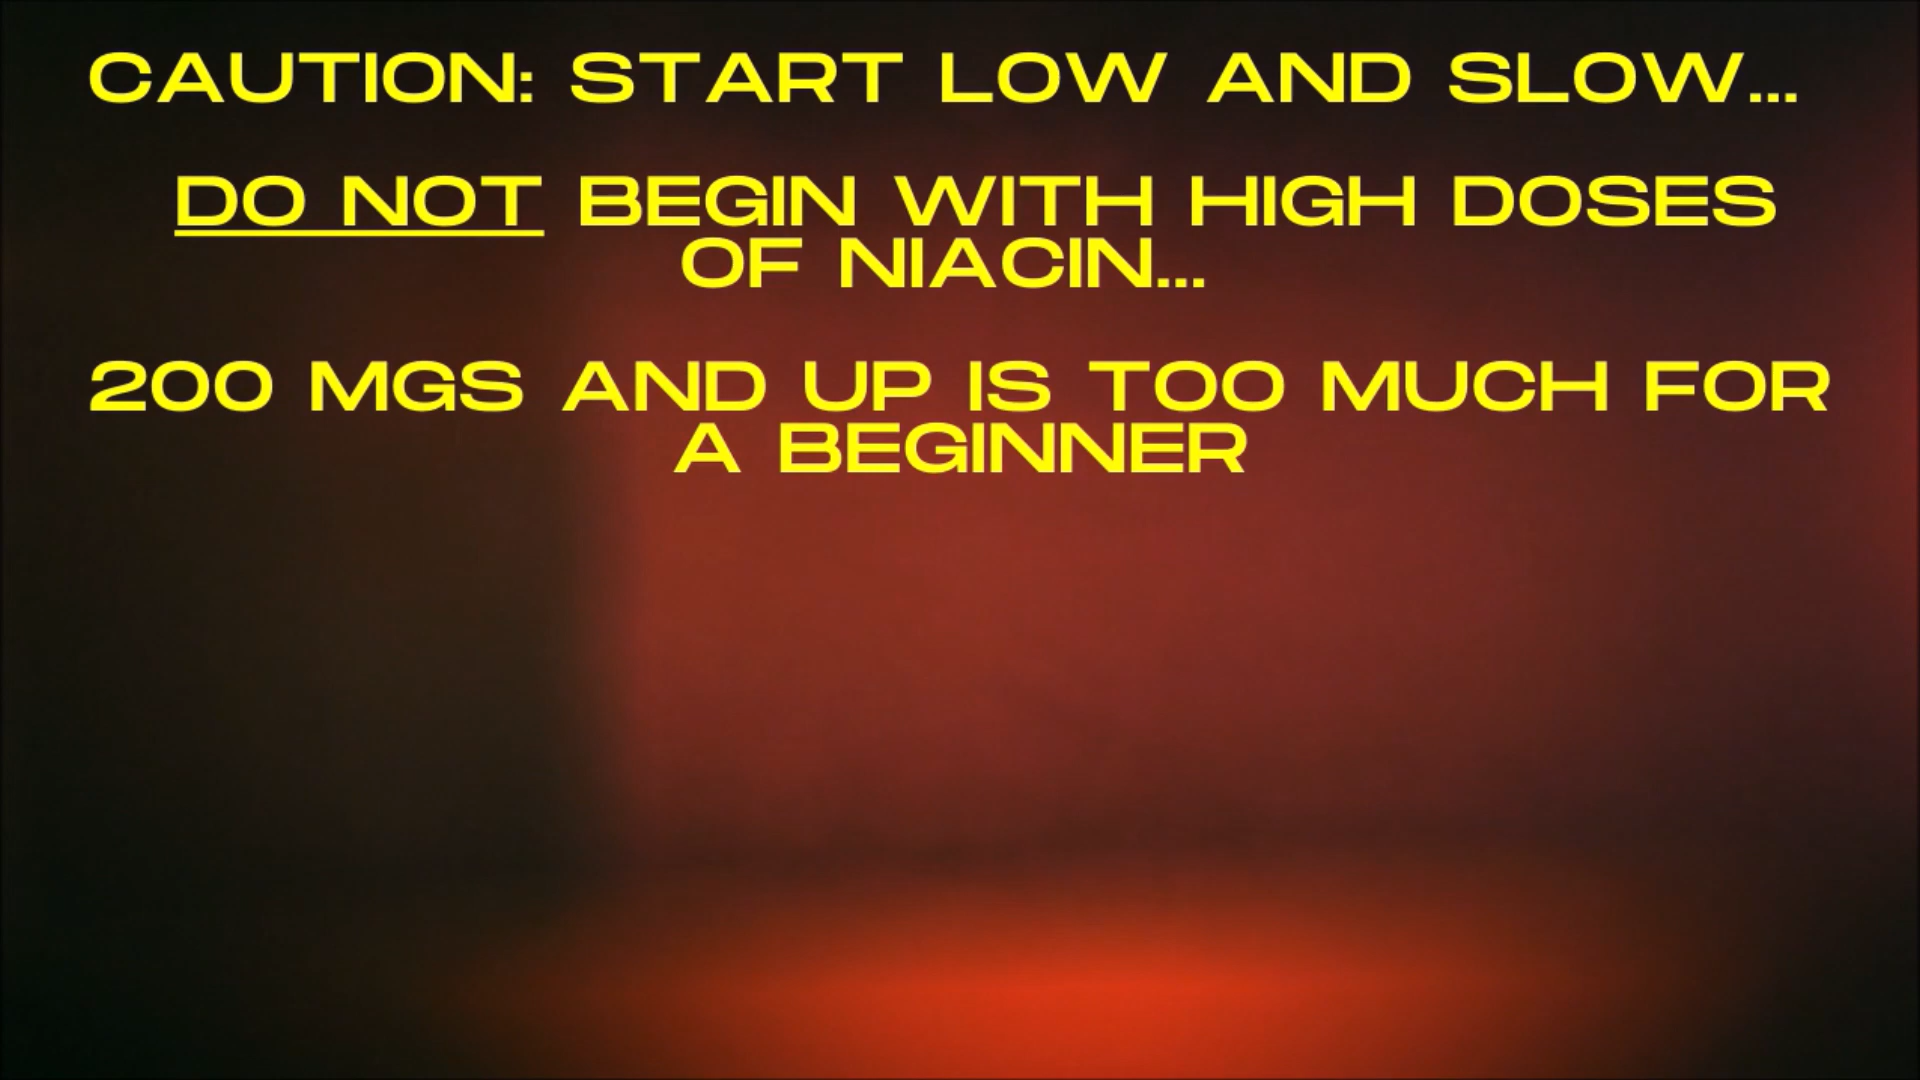 CAUTION: START LOW AND SLOW...
DO NOT BEGIN WITH HIGH DOSES
OF NIACIN...
200 MGS AND UP IS TOO MUCH FOR
A BEGINNER